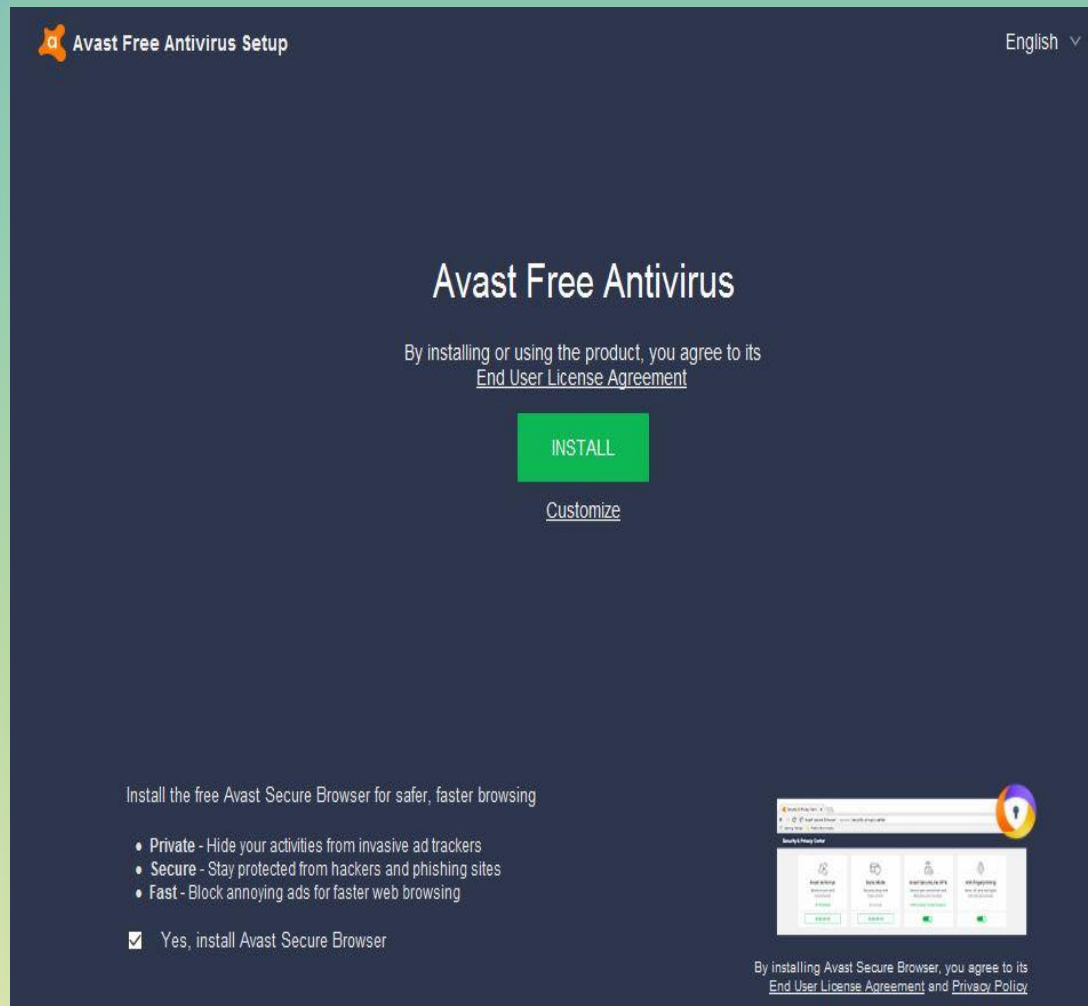 Avast Free Antivirus Setup
English
Avast Free Antivirus
By installing or using the product, you agree to its
End User License Agreement
INSTALL
Customize
Install the free Avast Secure Browser for safer, faster browsing
Private - Hide your activities from invasive ad trackers
Secure - Stay protected from hackers and phishing sites
Fast - Block annoying ads for faster web browsing
Yes, install Avast Secure Browser
Security & Privacy Center
By installing Avast Secure Browser, you agree to its
End User License Agreement and Privacy Policy